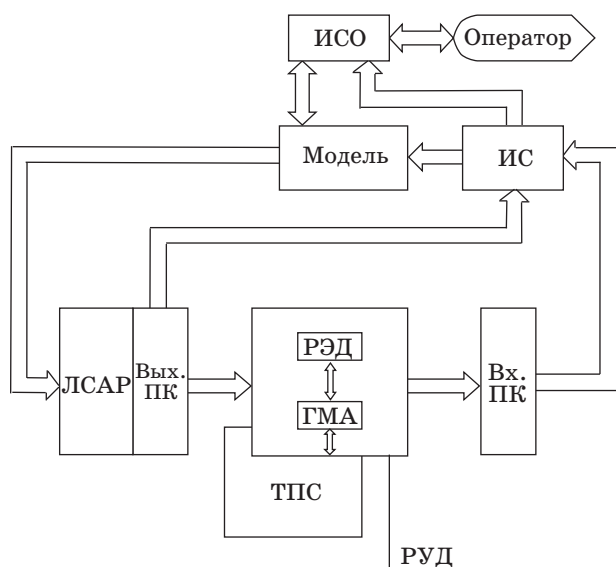 ИСО
Оператор
Модель
ИС
ЛСАР
Вых.
ПК
РЭД
ГМА
Вх.
ПК
ТПС
РУД